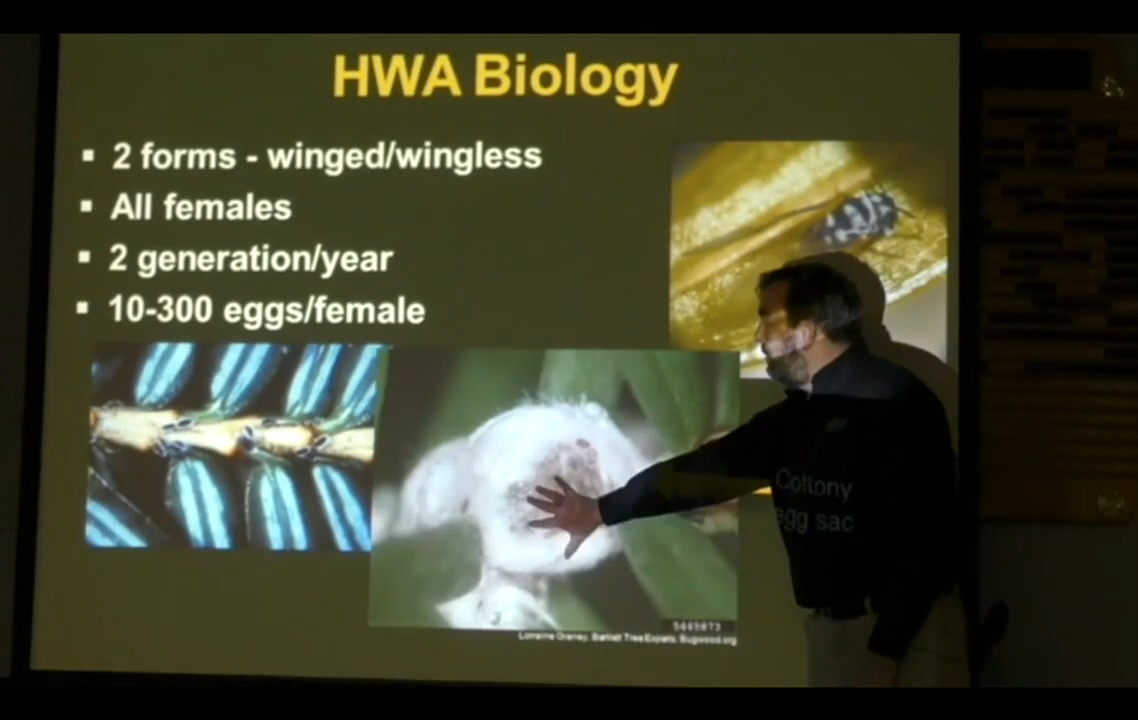 HWA Biology
▪ 2 forms - winged/wingless
▪ All females
▪ 2 generation/year
▪ 10-300 eggs/female
Cottony
egg sac
5449873
Lorraine Graney, Bartlett Tree Experts, Bugwood.org